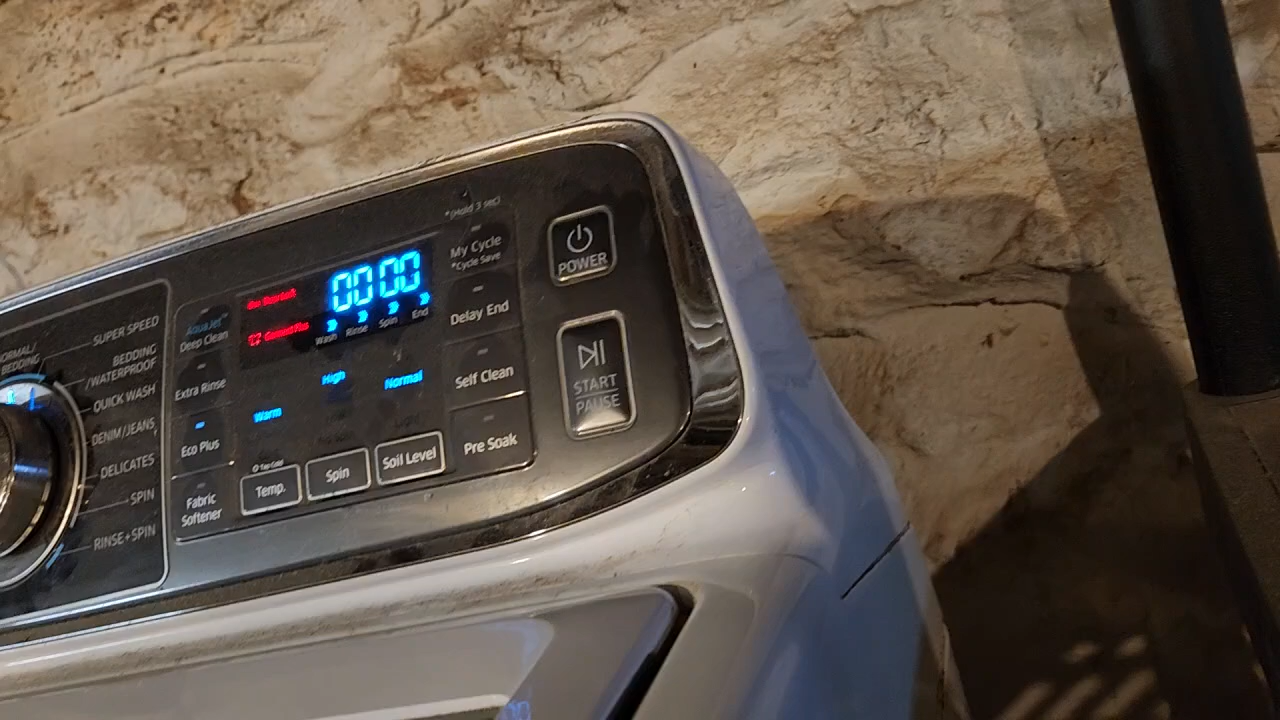 NORMAL/
BEDDING
SUPER SPEED
BEDDING
/WATERPROOF
QUICK WASH
DENIM/JEANS
DELICATES
SPIN
RINSE+SPIN
AquaJet
Deep Clean
Extra Rinse
Eco Plus
Fabric
Softener
00:00
Wash Rinse Spin End
High
Normal
Warm
Temp.
Spin
Soil Level
*(Hold 3 sec)
My Cycle
*Cycle Save
Delay End
Self Clean
Pre Soak
POWER
START
PAUSE